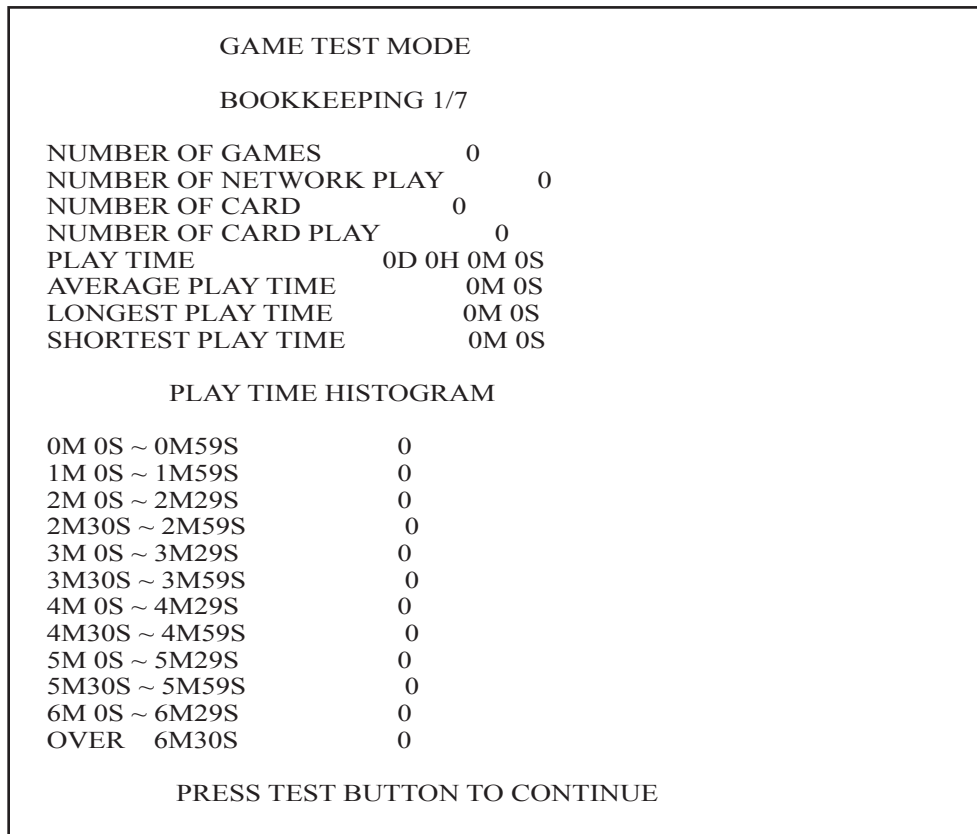 GAME TEST MODE
BOOKKEEPING 1/7
NUMBER OF GAMES 0
NUMBER OF NETWORK PLAY 0
NUMBER OF CARD 0
NUMBER OF CARD PLAY 0
PLAY TIME 0D 0H 0M 0S
AVERAGE PLAY TIME 0M 0S
LONGEST PLAY TIME 0M 0S
SHORTEST PLAY TIME 0M 0S
PLAY TIME HISTOGRAM
0M 0S ~ 0M59S 0
1M 0S ~ 1M59S 0
2M 0S ~ 2M29S 0
2M30S ~ 2M59S 0
3M 0S ~ 3M29S 0
3M30S ~ 3M59S 0
4M 0S ~ 4M29S 0
4M30S ~ 4M59S 0
5M 0S ~ 5M29S 0
5M30S ~ 5M59S 0
6M 0S ~ 6M29S 0
OVER 6M30S 0
PRESS TEST BUTTON TO CONTINUE